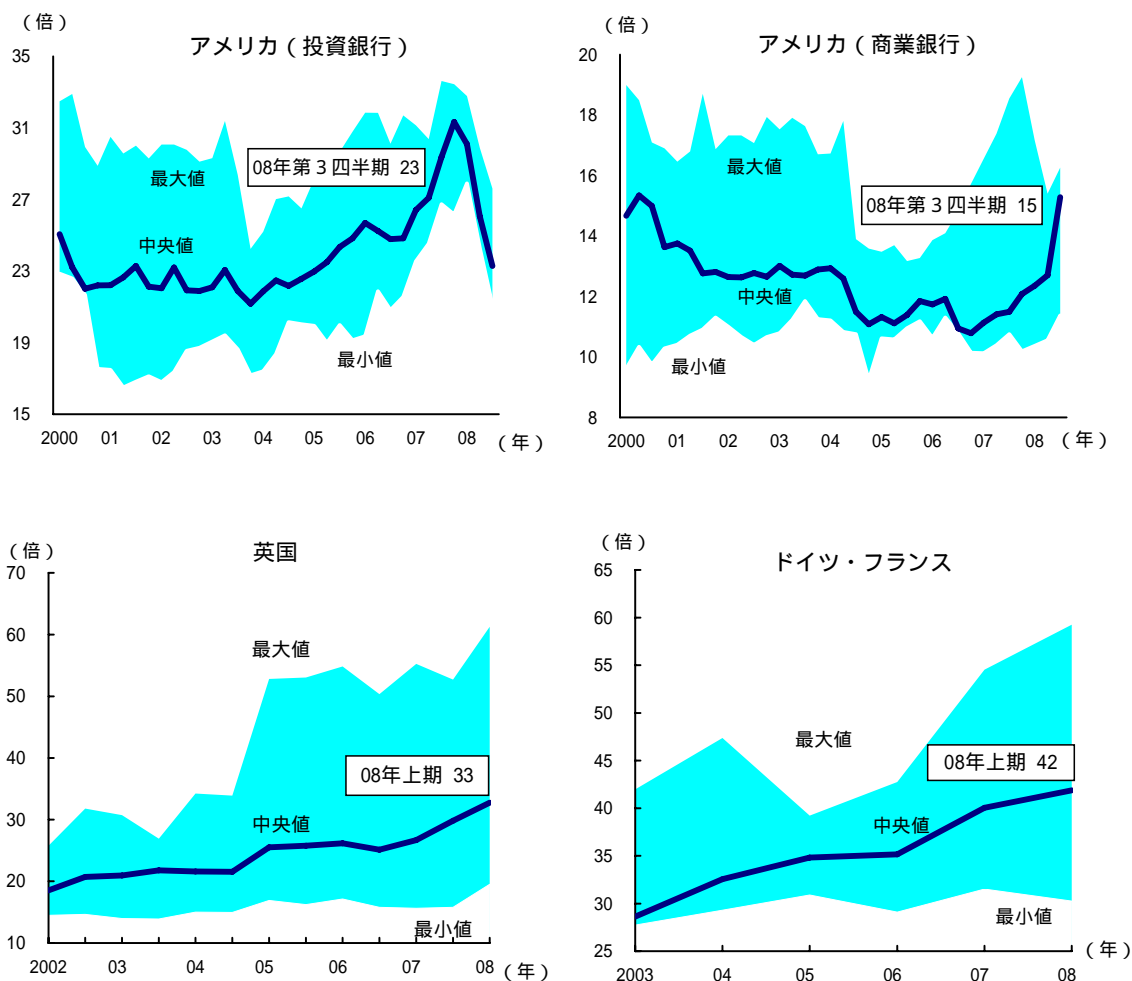 （倍）
アメリカ（投資銀行）
35
31
27
23
19
15
最大値
08年第３四半期 23
中央値
最小値
2000 01 02 03 04 05 06 07 08
（年）
（倍）
アメリカ（商業銀行）
20
18
16
14
12
10
8
最大値
08年第３四半期 15
中央値
最小値
2000 01 02 03 04 05 06 07 08
（年）
（倍）
英国
70
60
50
40
30
20
10
最大値
08年上期 33
中央値
最小値
2002 03 04 05 06 07 08
（年）
（倍）
ドイツ・フランス
65
60
55
50
45
40
35
30
25
最大値
08年上期 42
中央値
最小値
2003 04 05 06 07 08
（年）